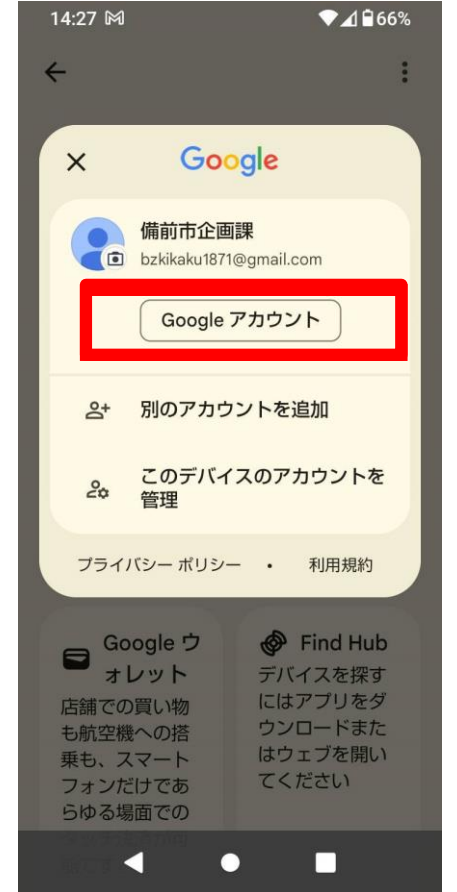 14:27 66%
Google
備前市企画課
bzkikaku1871@gmail.com
Google アカウント
別のアカウントを追加
このデバイスのアカウントを
管理
プライバシー ポリシー ・ 利用規約
Google ウ
ォレット
店舗での買い物
も航空機への搭
乗も、スマート
フォンだけであ
らゆる場面での
Find Hub
デバイスを探す
にはアプリをダ
ウンロードまた
はウェブを開い
てください